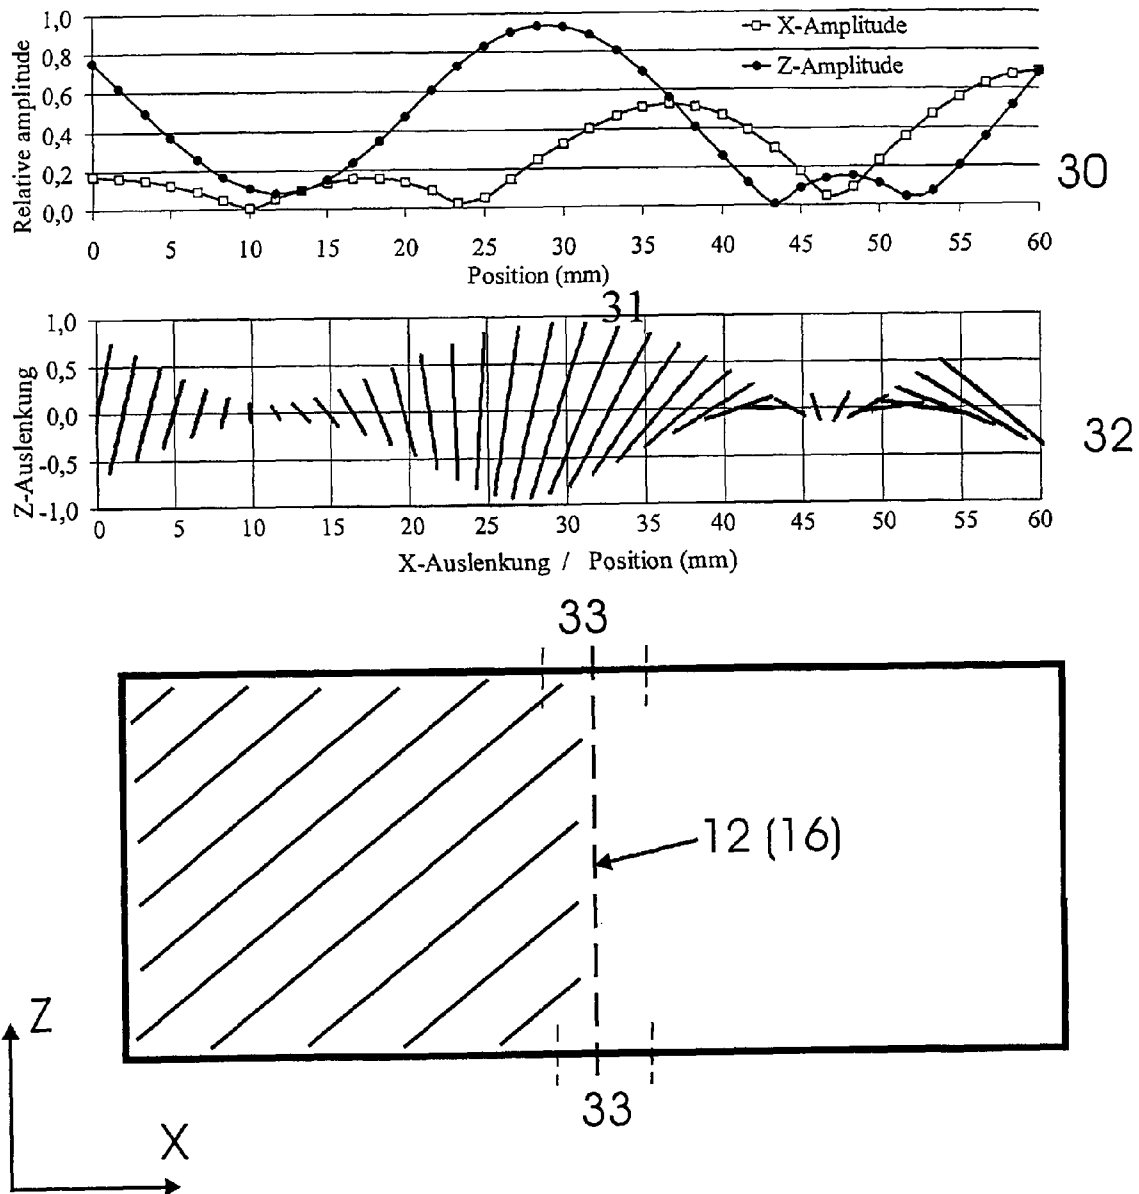 1,0
0,8
0,6
0,4
0,2
0,0
Relative amplitude
X-Amplitude
Z-Amplitude
30
0 5 10 15 20 25 30 35 40 45 50 55 60
Position (mm)
31
1,0
0,5
0,0
-0,5
-1,0
Z-Auslenkung
32
0 5 10 15 20 25 30 35 40 45 50 55 60
X-Auslenkung / Position (mm)
33
12 (16)
33
Z
X